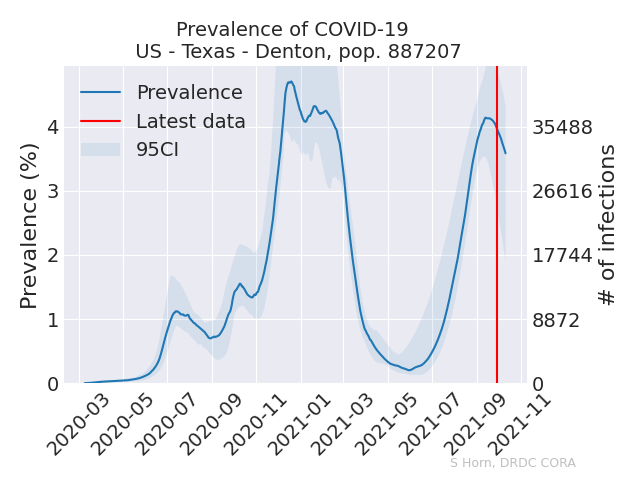 Prevalence of COVID-19
US - Texas - Denton, pop. 887207
Prevalence
Latest data
95CI
Prevalence (%)
4
3
2
1
0
35488
26616
17744
8872
0
# of infections
2020-03
2020-05
2020-07
2020-09
2020-11
2021-01
2021-03
2021-05
2021-07
2021-09
2021-11
S Horn, DRDC CORA